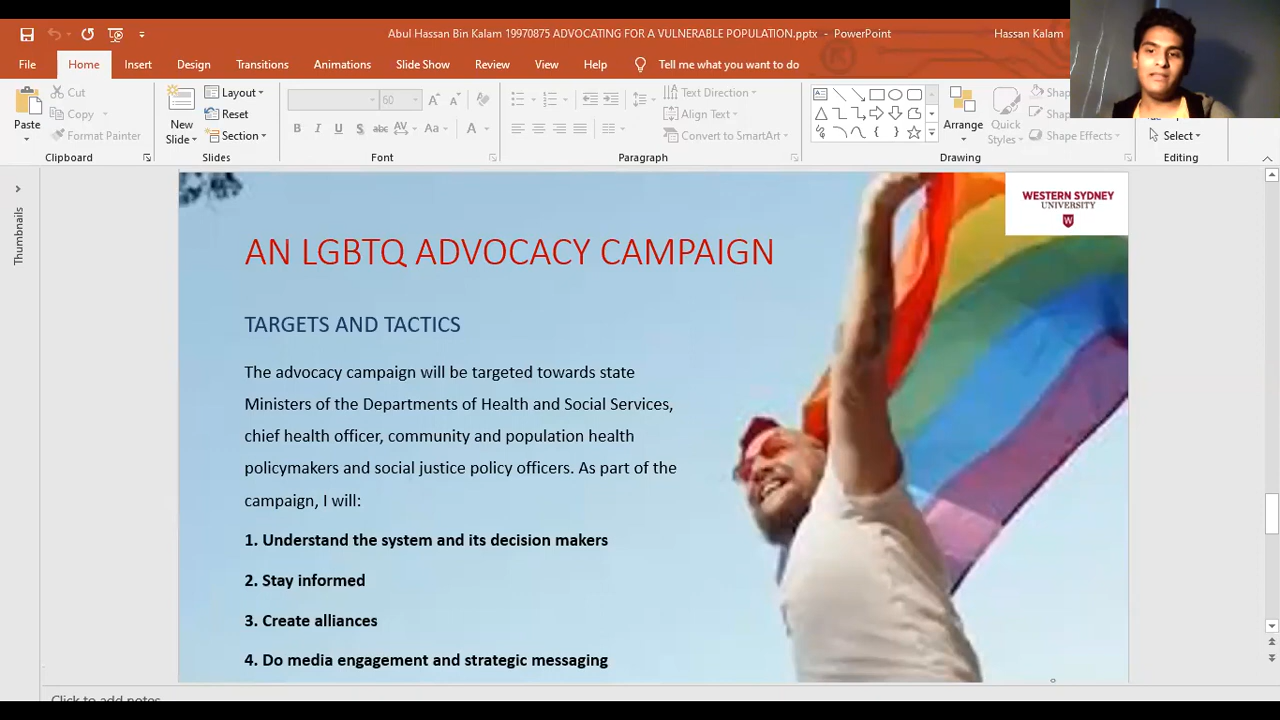 Abul Hassan Bin Kalam 19970875 ADVOCATING FOR A VULNERABLE POPULATION.pptx - PowerPoint
Hassan Kalam
File Home Insert Design Transitions Animations Slide Show Review View Help Tell me what you want to do
Paste
Cut
Copy
Format Painter
Clipboard
New
Slide
Layout
Reset
Section
Slides
60
Font
Text Direction
Align Text
Convert to SmartArt
Paragraph
Arrange
Quick
Styles
Shape Effects
Drawing
Select
Editing
Thumbnails
WESTERN SYDNEY
UNIVERSITY
AN LGBTQ ADVOCACY CAMPAIGN
TARGETS AND TACTICS
The advocacy campaign will be targeted towards state
Ministers of the Departments of Health and Social Services,
chief health officer, community and population health
policymakers and social justice policy officers. As part of the
campaign, I will:
1. Understand the system and its decision makers
2. Stay informed
3. Create alliances
4. Do media engagement and strategic messaging
Click to add notes